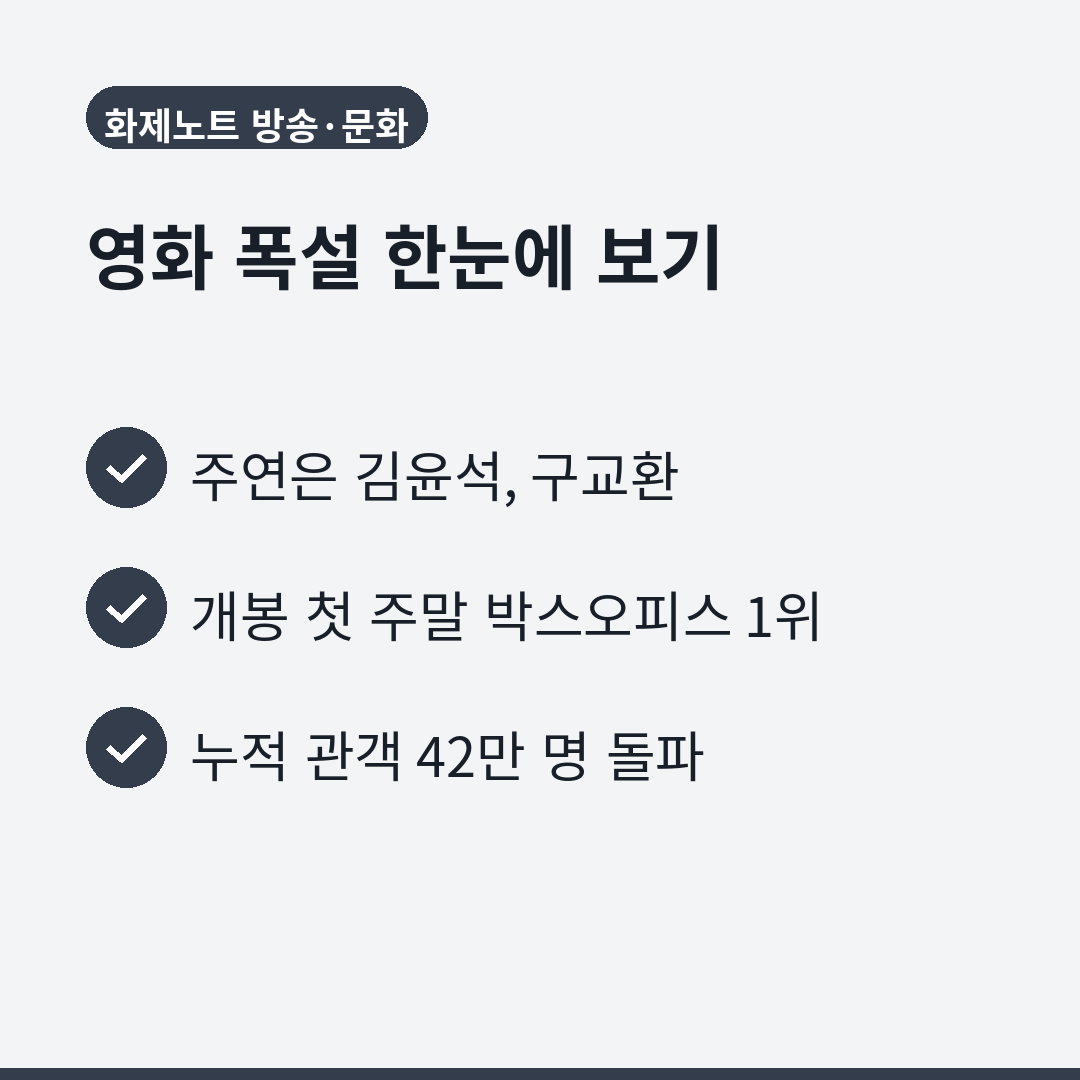 화제노트 방송·문화
영화 폭설 한눈에 보기
주연은 김윤석, 구교환
개봉 첫 주말 박스오피스 1위
누적 관객 42만 명 돌파